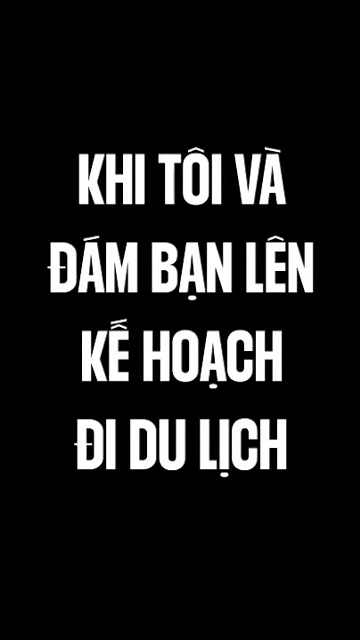 KHI TÔI VÀ
ĐÁM BẠN LÊN
KẾ HOẠCH
ĐI DU LỊCH